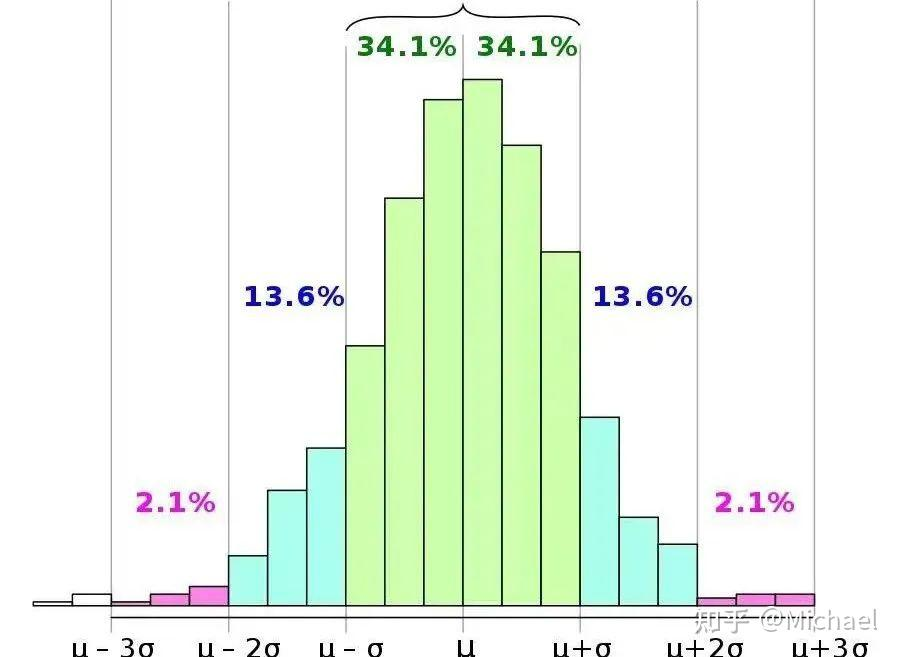 34.1% 34.1%
13.6% 13.6%
2.1% 2.1%
知乎 @Michael
μ – 3σ μ – 2σ μ – σ μ μ+σ μ+2σ μ+3σ